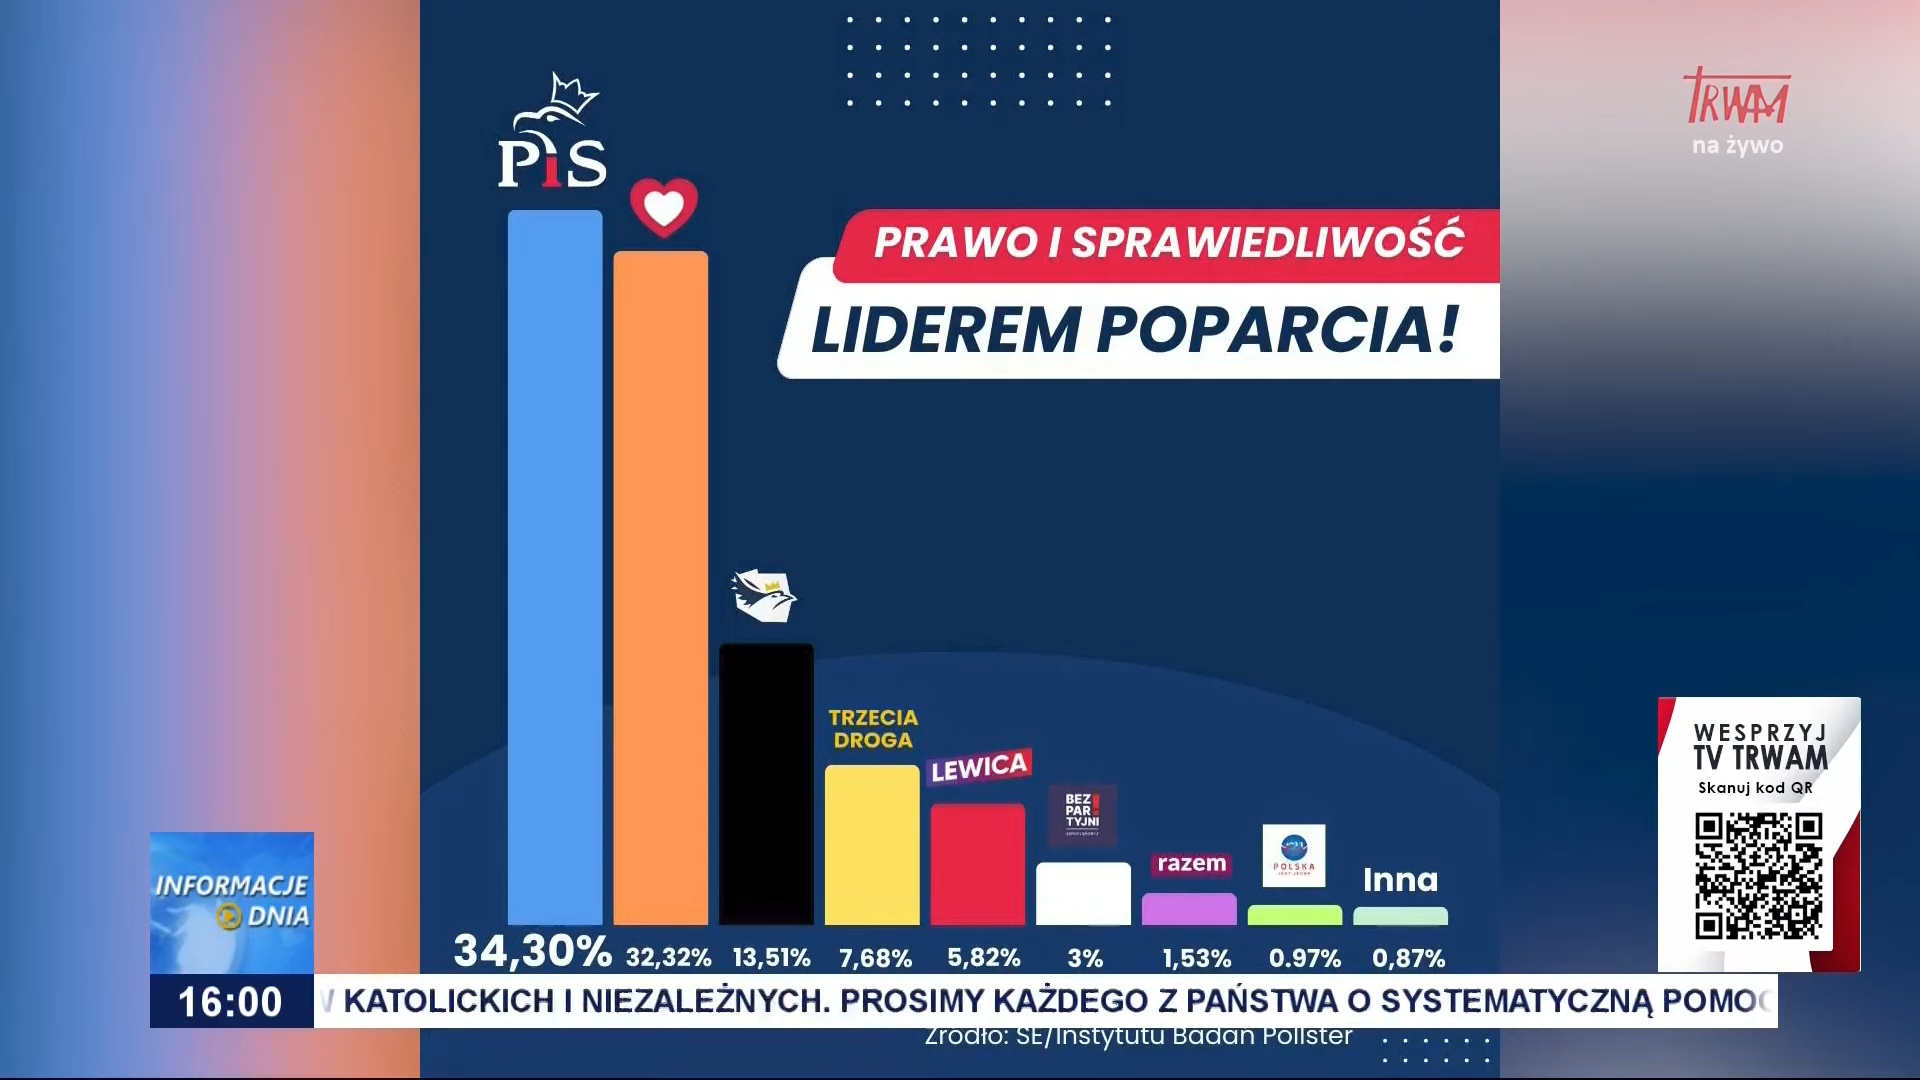 PiS
TRWAM
na żywo
PRAWO I SPRAWIEDLIWOŚĆ
LIDEREM POPARCIA!
TRZECIA
DROGA
LEWICA
BEZ
PAR
TYJNI
razem
POLSKA
JEST JEDNA
Inna
34,30% 32,32% 13,51% 7,68% 5,82% 3% 1,53% 0.97% 0,87%
WESPRZYJ
TV TRWAM
Skanuj kod QR
INFORMACJE
DNIA
16:00
KATOLICKICH I NIEZALEŻNYCH. PROSIMY KAŻDEGO Z PAŃSTWA O SYSTEMATYCZNĄ POMOC
Źródło: SE/Instytutu Badań Pollster